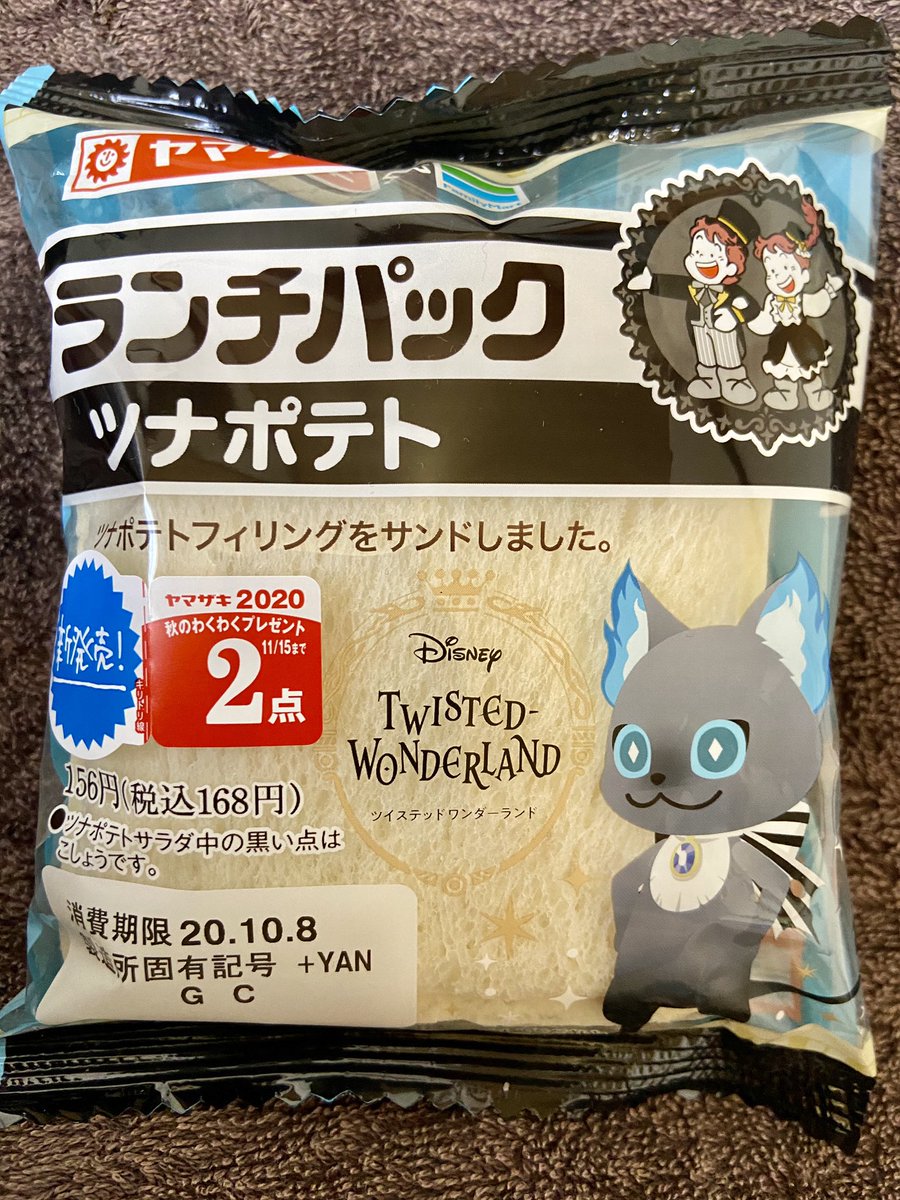 ヤマザ
FamilyMart
ランチパック
ツナポテト
ツナポテトフィリングをサンドしました。
新発売!
キリトリ線
ヤマザキ 2020
秋のわくわくプレゼント
11/15まで
2点
Disney
TWISTED-
WONDERLAND
ツイステッドワンダーランド
156円(税込168円)
●ツナポテトサラダ中の黒い点は
こしょうです。
消費期限 20.10.8
製造所固有記号 +YAN
G C